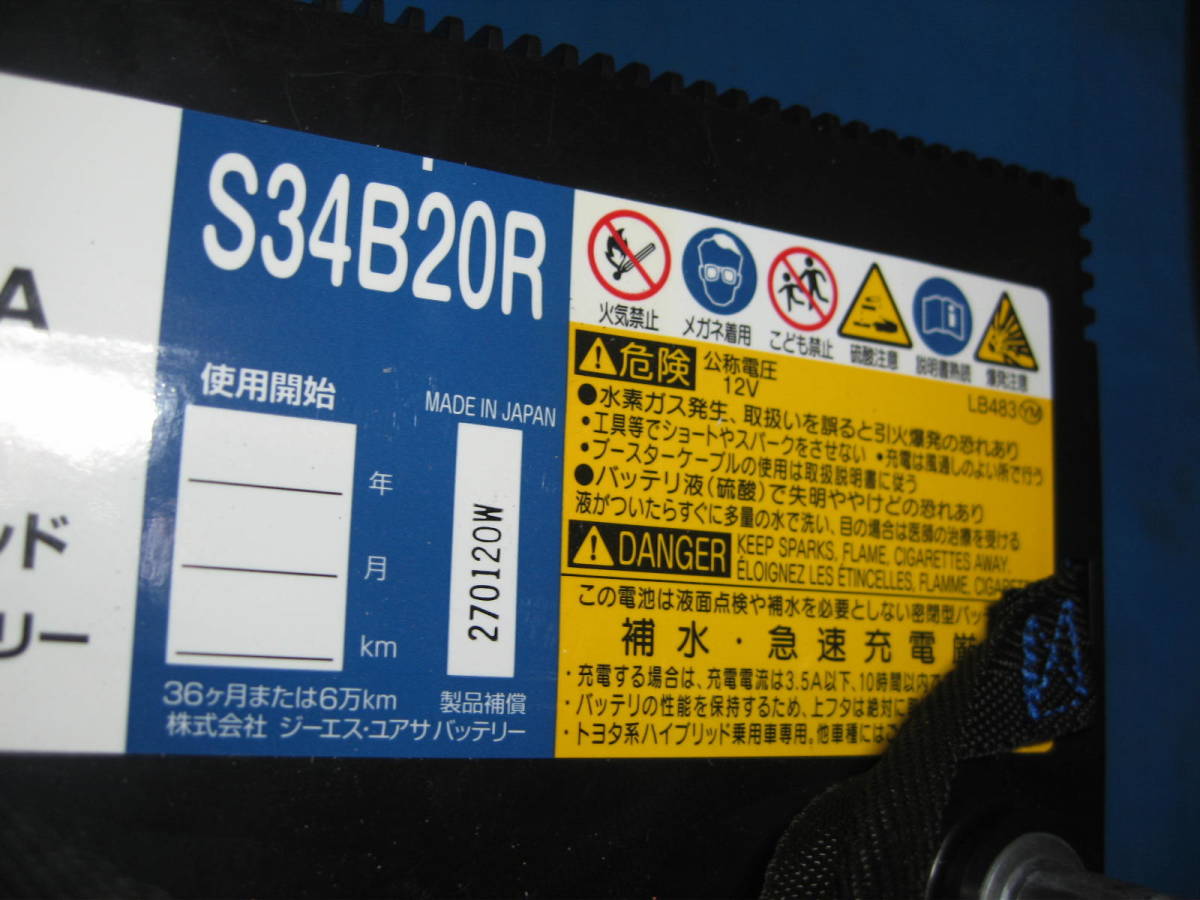 A
ンド
リー
S34B20R
使用開始
年
月
km
MADE IN JAPAN
270120W
36ヶ月または6万km 製品補償
株式会社 ジーエス・ユアサ バッテリー
火気禁止 メガネ着用 こども禁止 硫酸注意 説明書熟読 爆発注意
危険 公称電圧 12V
LB483 YM
●水素ガス発生、取扱いを誤ると引火爆発の恐れあり
・工具等でショートやスパークをさせない ・充電は風通しのよい所で行う
・ブースターケーブルの使用は取扱説明書に従う
●バッテリ液(硫酸)で失明ややけどの恐れあり
液がついたらすぐに多量の水で洗い、目の場合は医師の治療を受ける
DANGER KEEP SPARKS, FLAME, CIGARETTES AWAY.
ÉLOIGNEZ LES ÉTINCELLES, FLAMME, CIGARE
この電池は液面点検や補水を必要としない密閉型バッ
補水・急速充電厳
・充電する場合は、充電電流は3.5A以下、10時間以内で
・バッテリの性能を保持するため、上フタは絶対に
・トヨタ系ハイブリッド乗用車専用。他車種にはご